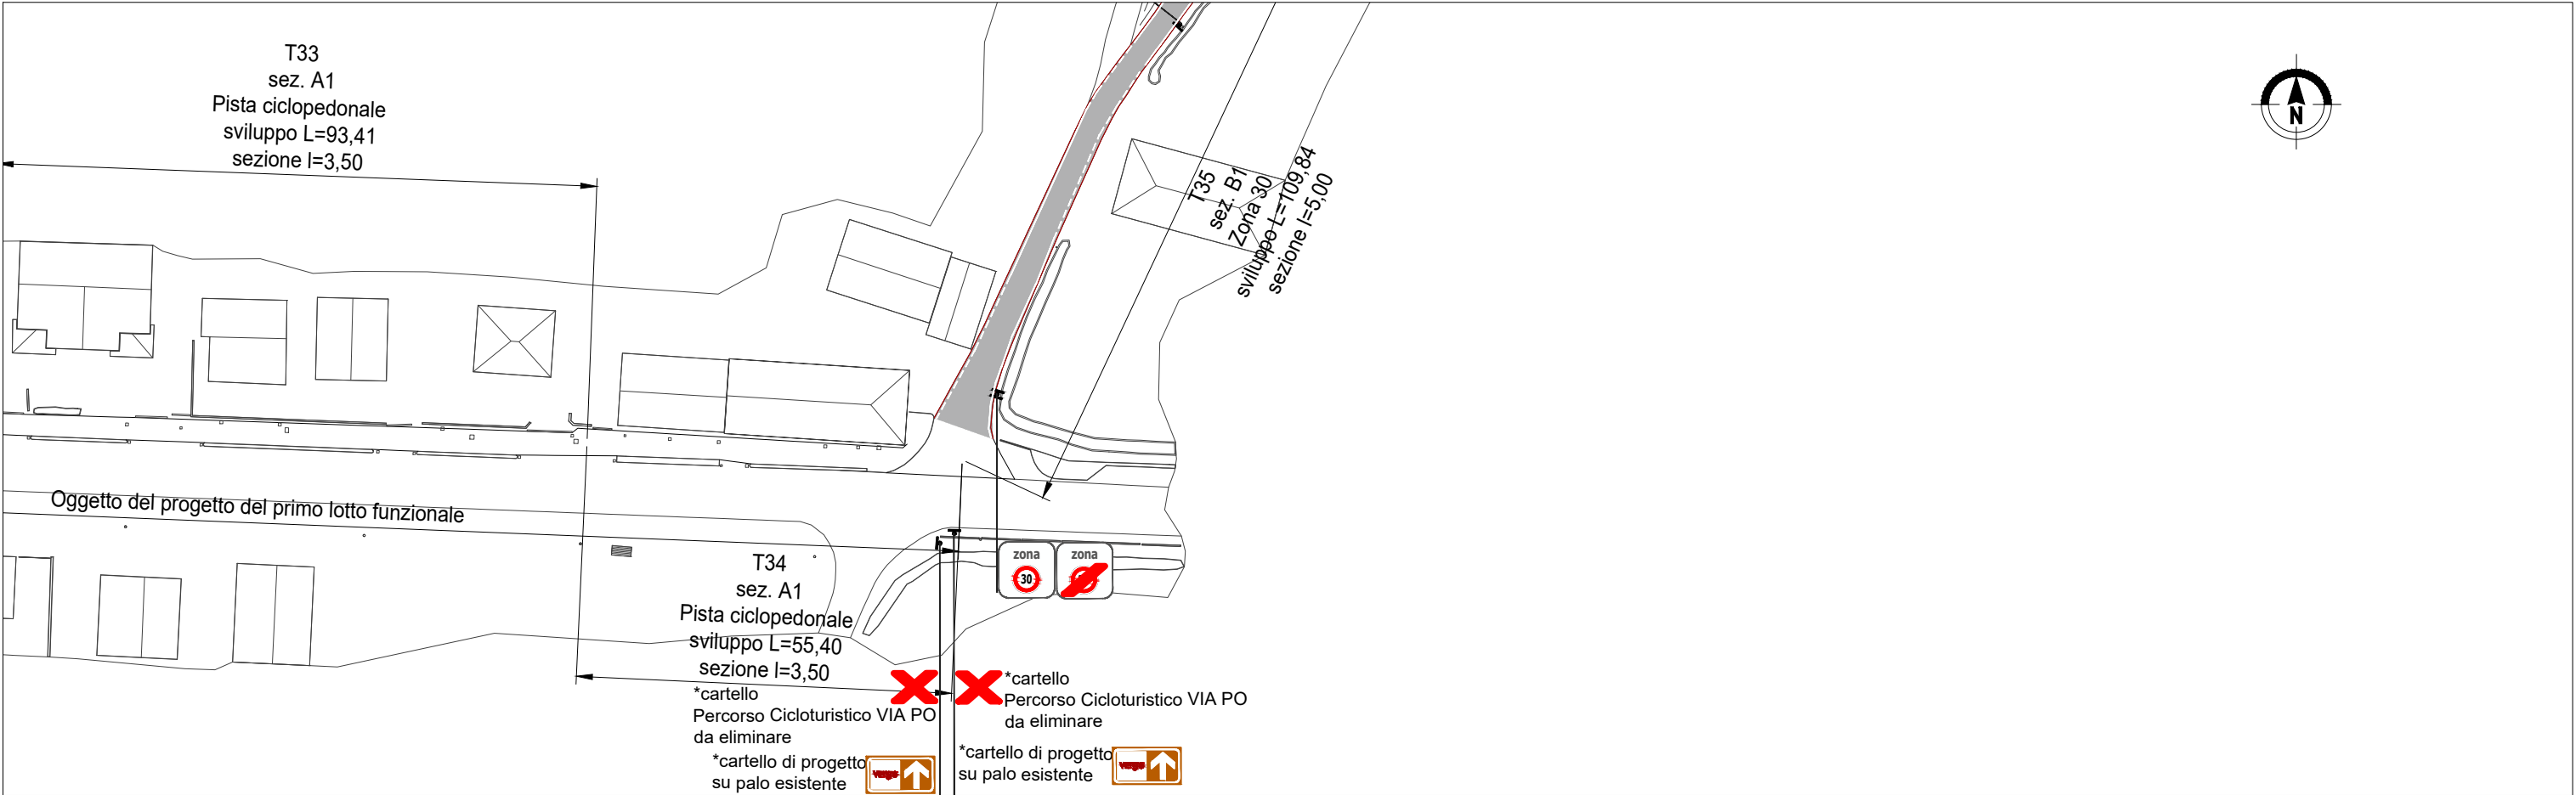 T33
sez. A1
Pista ciclopedonale
sviluppo L=93,41
sezione l=3,50
N
T35
sez. B1
Zona 30
sviluppo L=109,84
sezione l=5,00
Oggetto del progetto del primo lotto funzionale
zona
30
zona
T34
sez. A1
Pista ciclopedonale
sviluppo L=55,40
sezione l=3,50
*cartello
Percorso Cicloturistico VIA PO
da eliminare
*cartello
Percorso Cicloturistico VIA PO
da eliminare
*cartello di progetto
su palo esistente
*cartello di progetto
su palo esistente